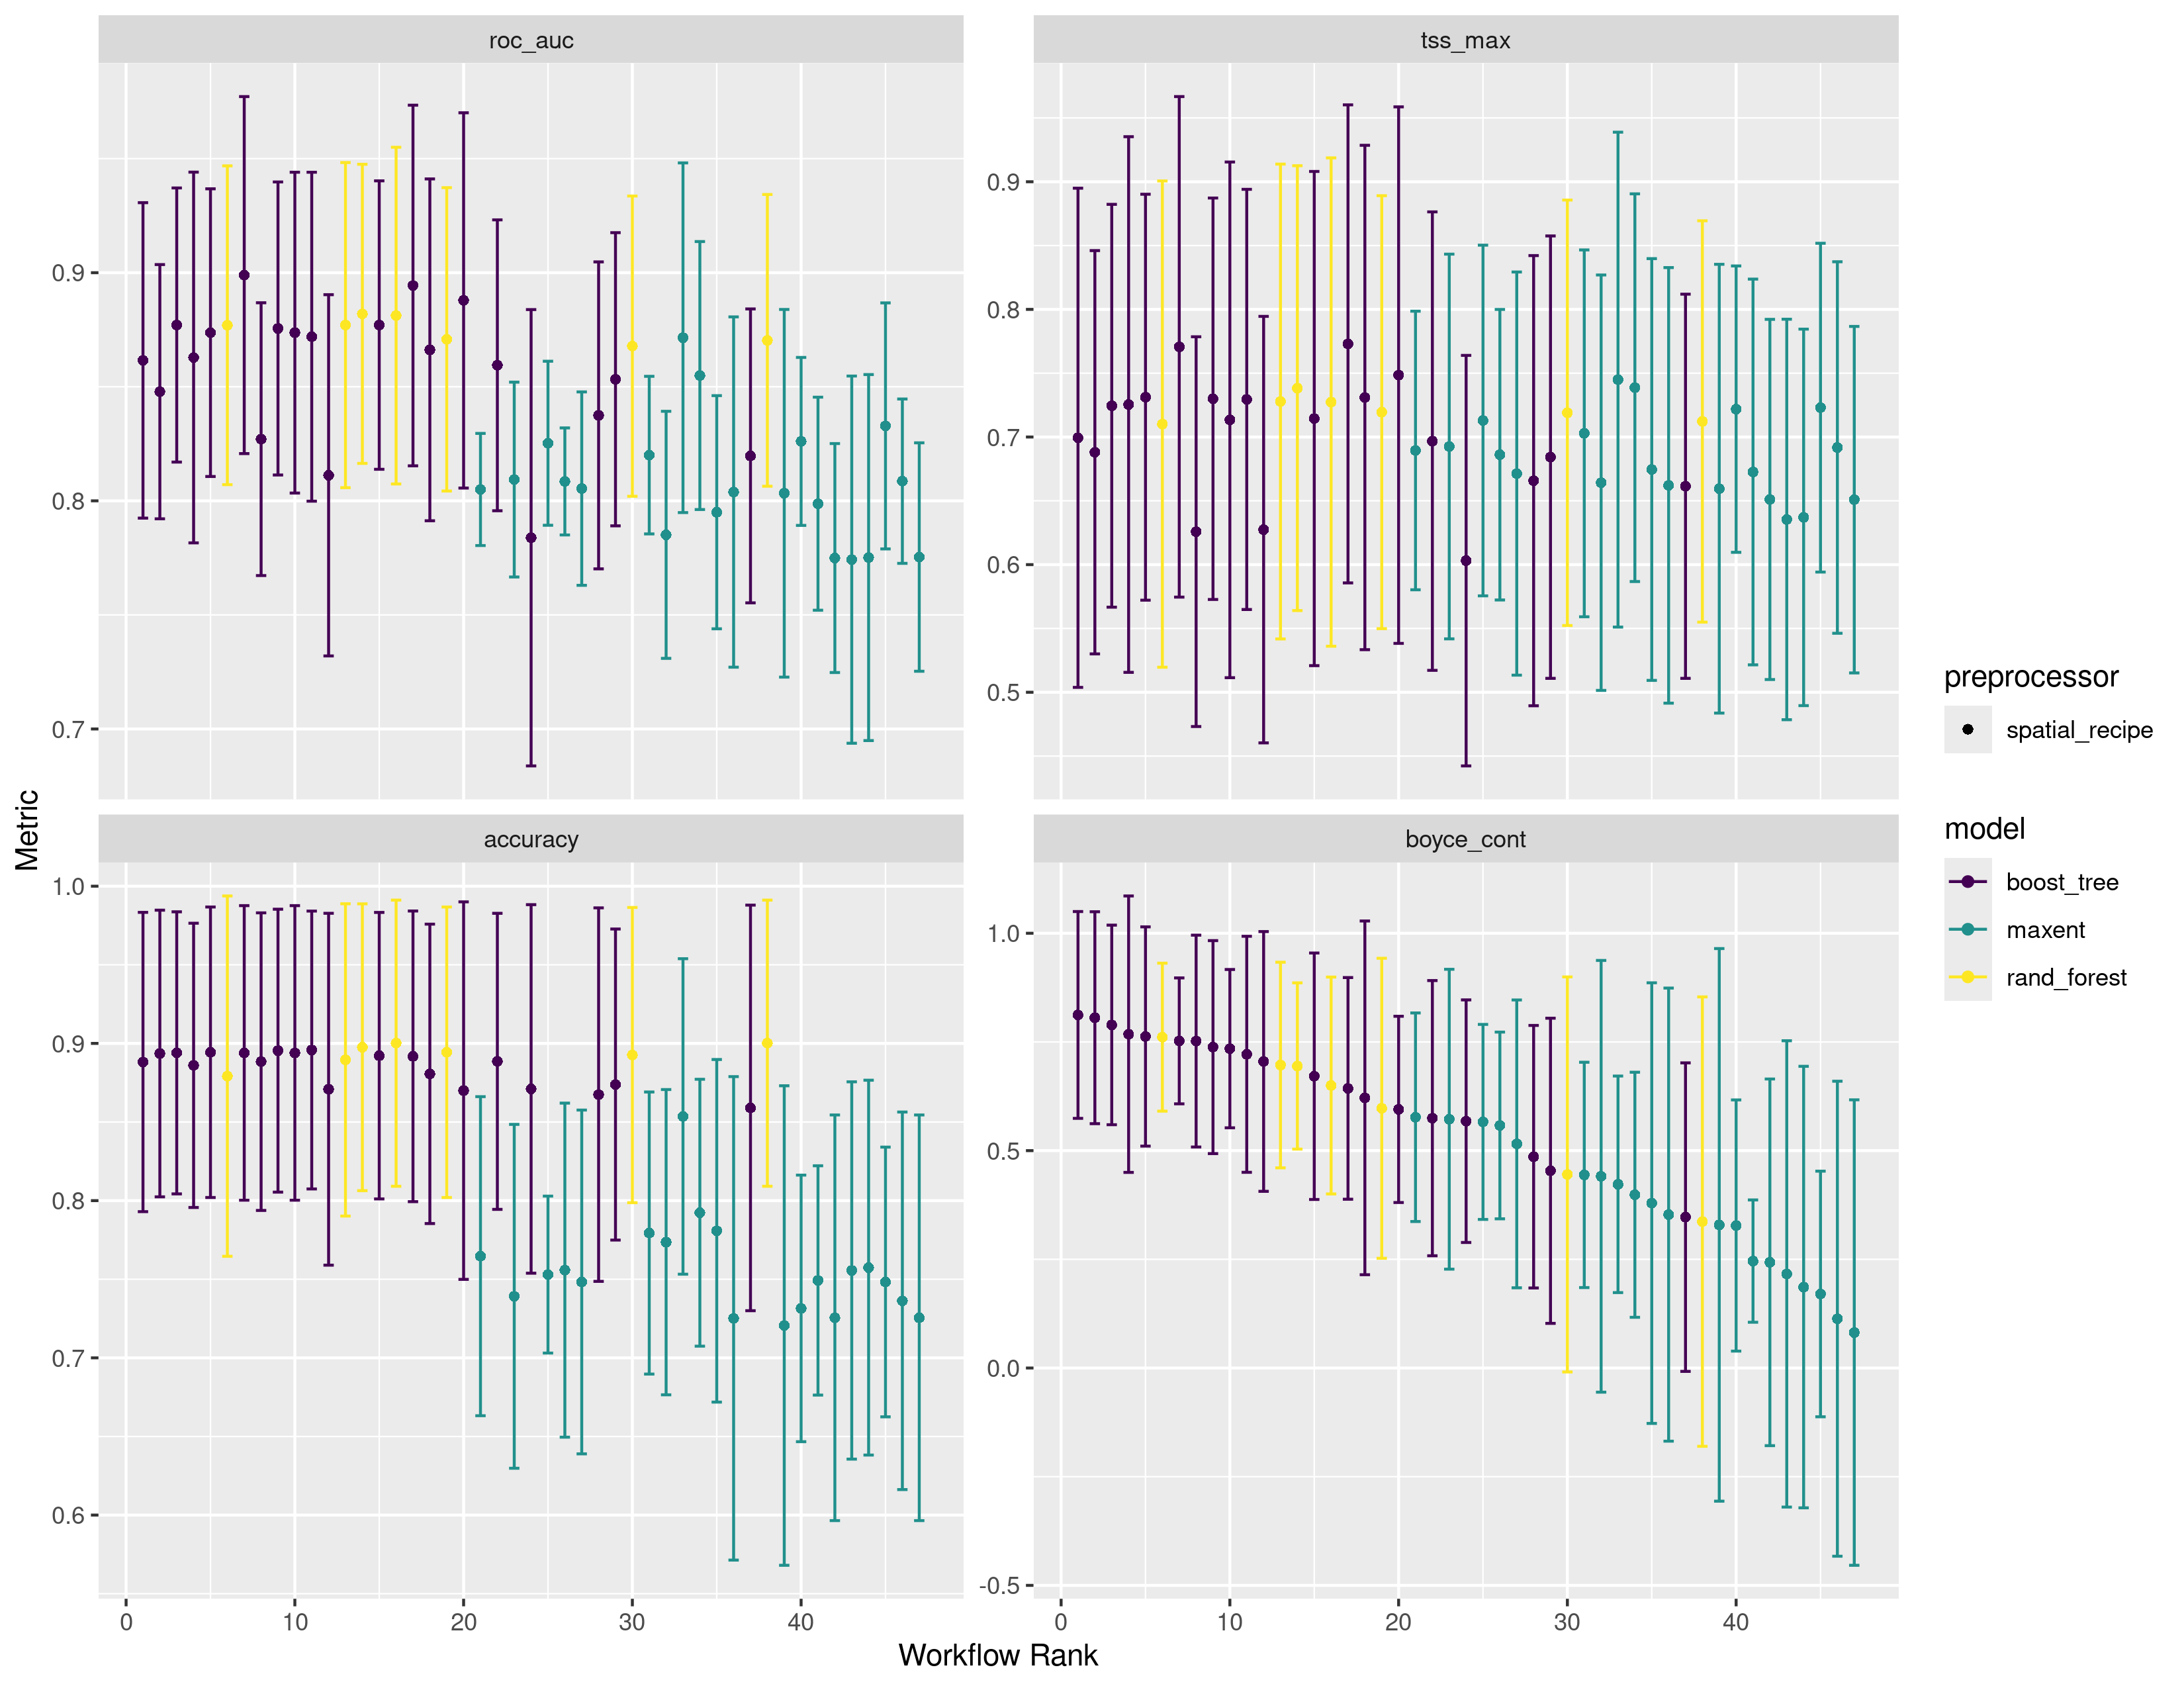 roc_auc
tss_max
0.9
0.8
0.7
0.9
0.8
0.7
0.6
0.5
accuracy
boyce_cont
1.0
0.9
0.8
0.7
0.6
1.0
0.5
0.0
-0.5
0 10 20 30 40
0 10 20 30 40
Workflow Rank
Metric
preprocessor
spatial_recipe
model
boost_tree
maxent
rand_forest